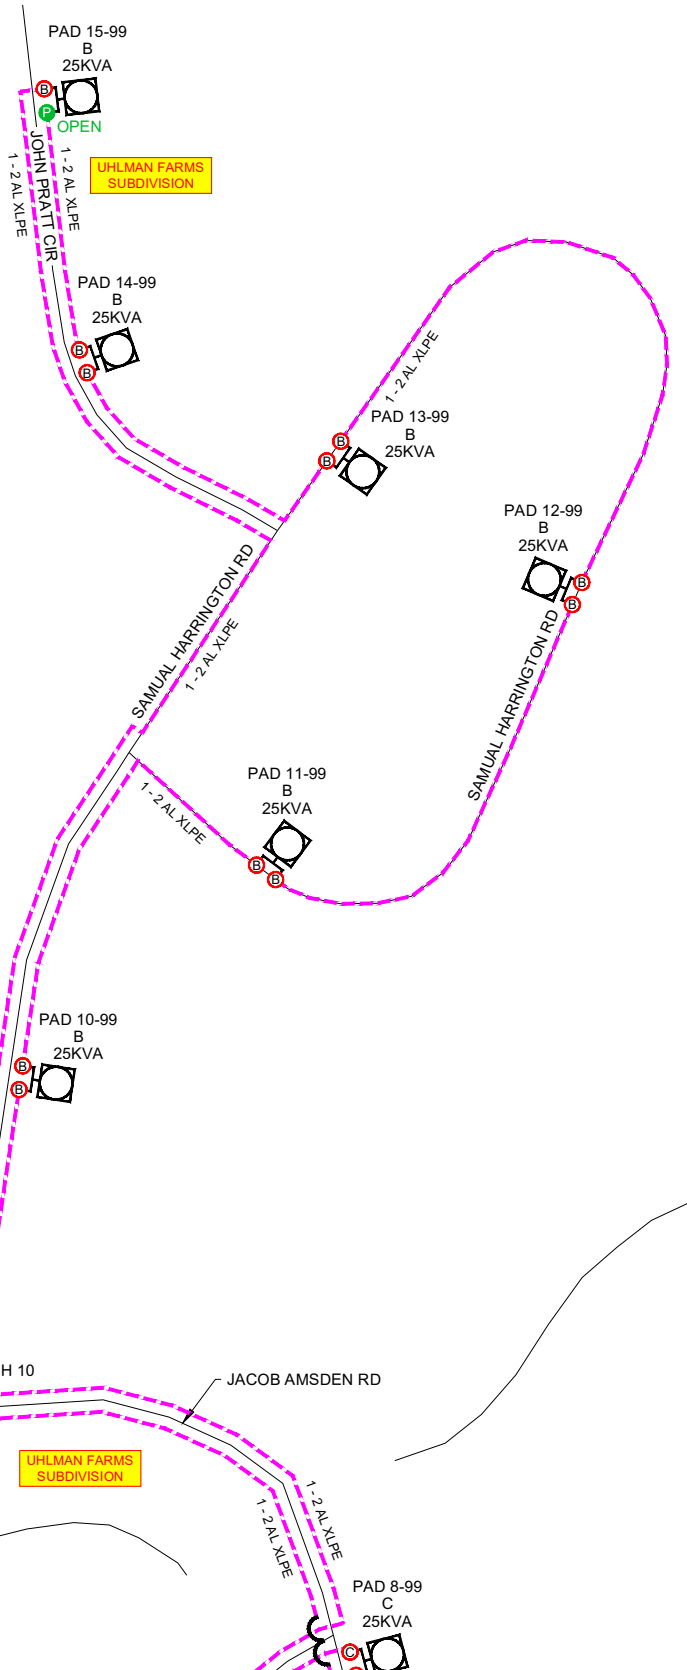 PAD 15-99
B
25KVA
B
P
OPEN
JOHN PRATT CIR
1 - 2 AL XLPE
1 - 2 AL XLPE
UHLMAN FARMS
SUBDIVISION
PAD 14-99
B
25KVA
B
B
1 - 2 AL XLPE
PAD 13-99
B
25KVA
B
B
PAD 12-99
B
25KVA
B
B
SAMUAL HARRINGTON RD
1 - 2 AL XLPE
SAMUAL HARRINGTON RD
PAD 11-99
B
25KVA
1 - 2 AL XLPE
B
B
PAD 10-99
B
25KVA
B
B
H 10
JACOB AMSDEN RD
UHLMAN FARMS
SUBDIVISION
1 - 2 AL XLPE
1 - 2 AL XLPE
PAD 8-99
C
25KVA
C